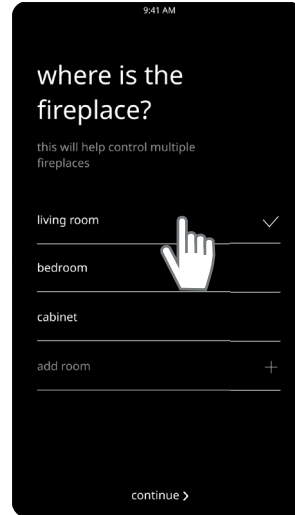 9:41 AM
where is the
fireplace?
this will help control multiple
fireplaces
living room
bedroom
cabinet
add room
continue